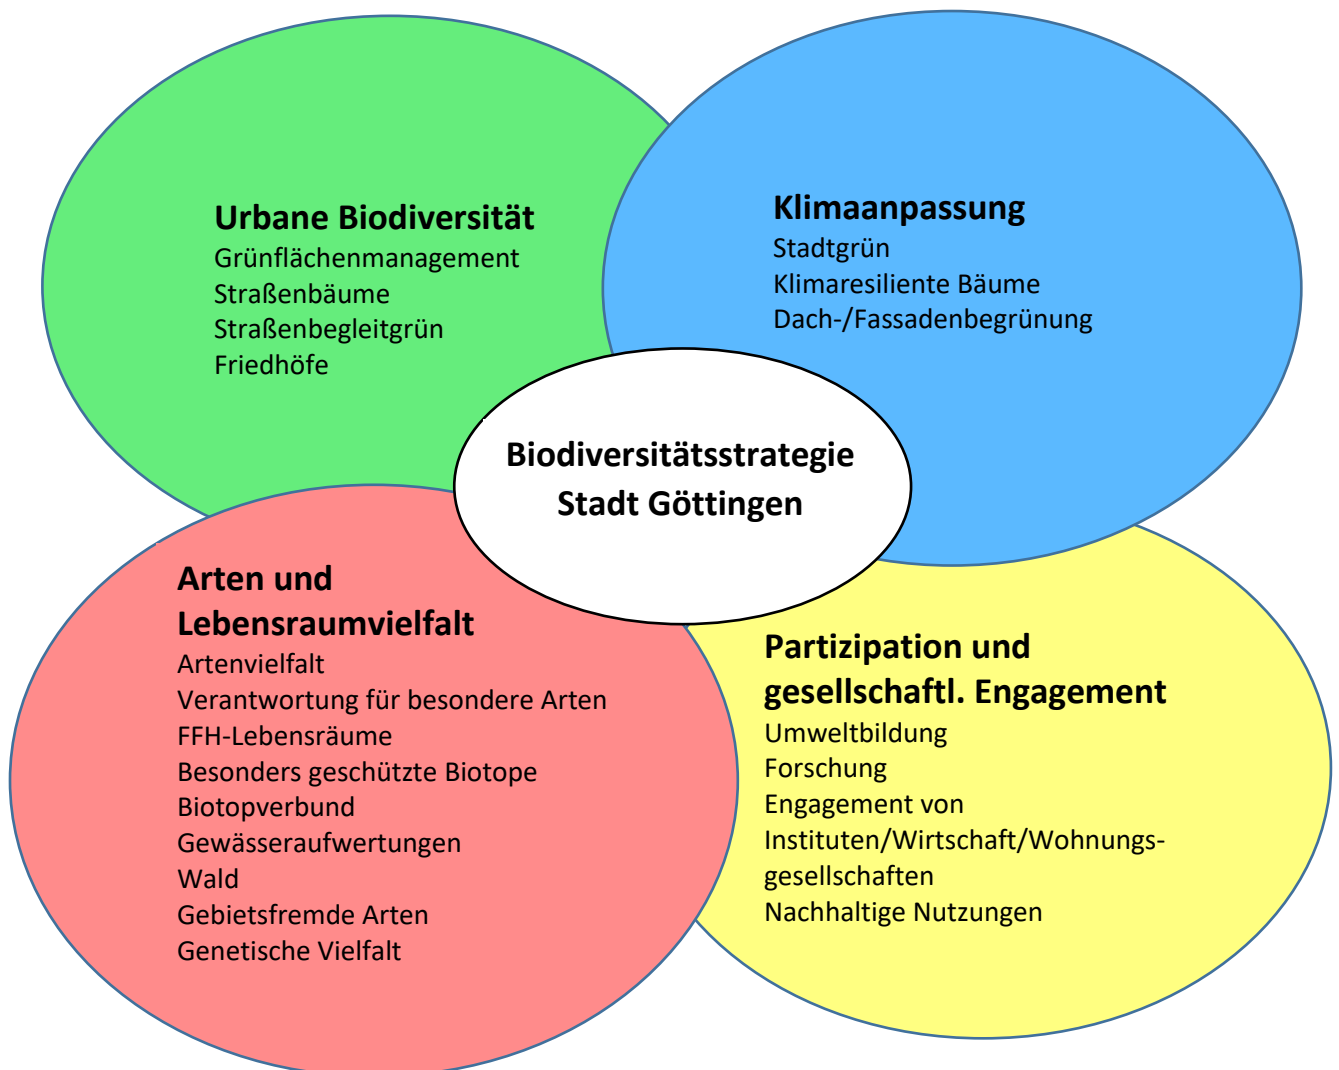 Urbane Biodiversität
Grünflächenmanagement
Straßenbäume
Straßenbegleitgrün
Friedhöfe
Klimaanpassung
Stadtgrün
Klimaresiliente Bäume
Dach-/Fassadenbegrünung
Biodiversitätsstrategie
Stadt Göttingen
Arten und
Lebensraumvielfalt
Artenvielfalt
Verantwortung für besondere Arten
FFH-Lebensräume
Besonders geschützte Biotope
Biotopverbund
Gewässeraufwertungen
Wald
Gebietsfremde Arten
Genetische Vielfalt
Partizipation und
gesellschaftl. Engagement
Umweltbildung
Forschung
Engagement von
Instituten/Wirtschaft/Wohnungs-
gesellschaften
Nachhaltige Nutzungen